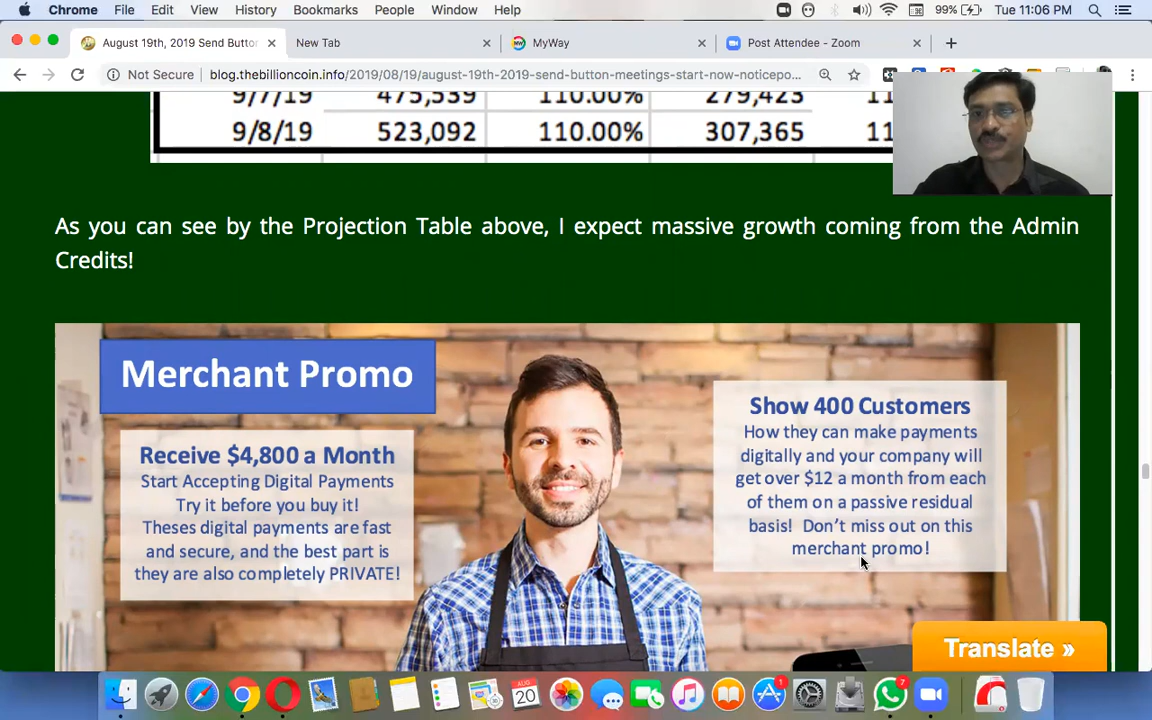 Chrome File Edit View History Bookmarks People Window Help 99% Tue 11:06 PM
August 19th, 2019 Send Butto × New Tab × MyWay × Post Attendee - Zoom × +
Not Secure blog.thebillioncoin.info/2019/08/19/august-19th-2019-send-button-meetings-start-now-noticepo...
9/7/19 475,539 110.00% 279,423
9/8/19 523,092 110.00% 307,365
As you can see by the Projection Table above, I expect massive growth coming from the Admin
Credits!
Merchant Promo
Receive $4,800 a Month
Start Accepting Digital Payments
Try it before you buy it!
Theses digital payments are fast
and secure, and the best part is
they are also completely PRIVATE!
Show 400 Customers
How they can make payments
digitally and your company will
get over $12 a month from each
of them on a passive residual
basis! Don't miss out on this
merchant promo!
Translate »
AUG
20
1
7